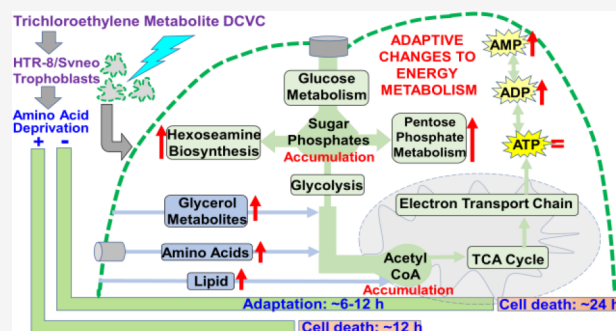 Trichloroethylene Metabolite DCVC
HTR-8/Svneo
Trophoblasts
Amino Acid
Deprivation
+ -
ADAPTIVE
CHANGES TO
ENERGY
METABOLISM
AMP
ADP
ATP =
Glucose
Metabolism
Hexoseamine
Biosynthesis
Sugar
Phosphates
Accumulation
Pentose
Phosphate
Metabolism
Glycolysis
Glycerol
Metabolites
Amino Acids
Lipid
Electron Transport Chain
Acetyl
CoA
Accumulation
TCA Cycle
Adaptation: ~6-12 h
Cell death: ~24 h
Cell death: ~12 h